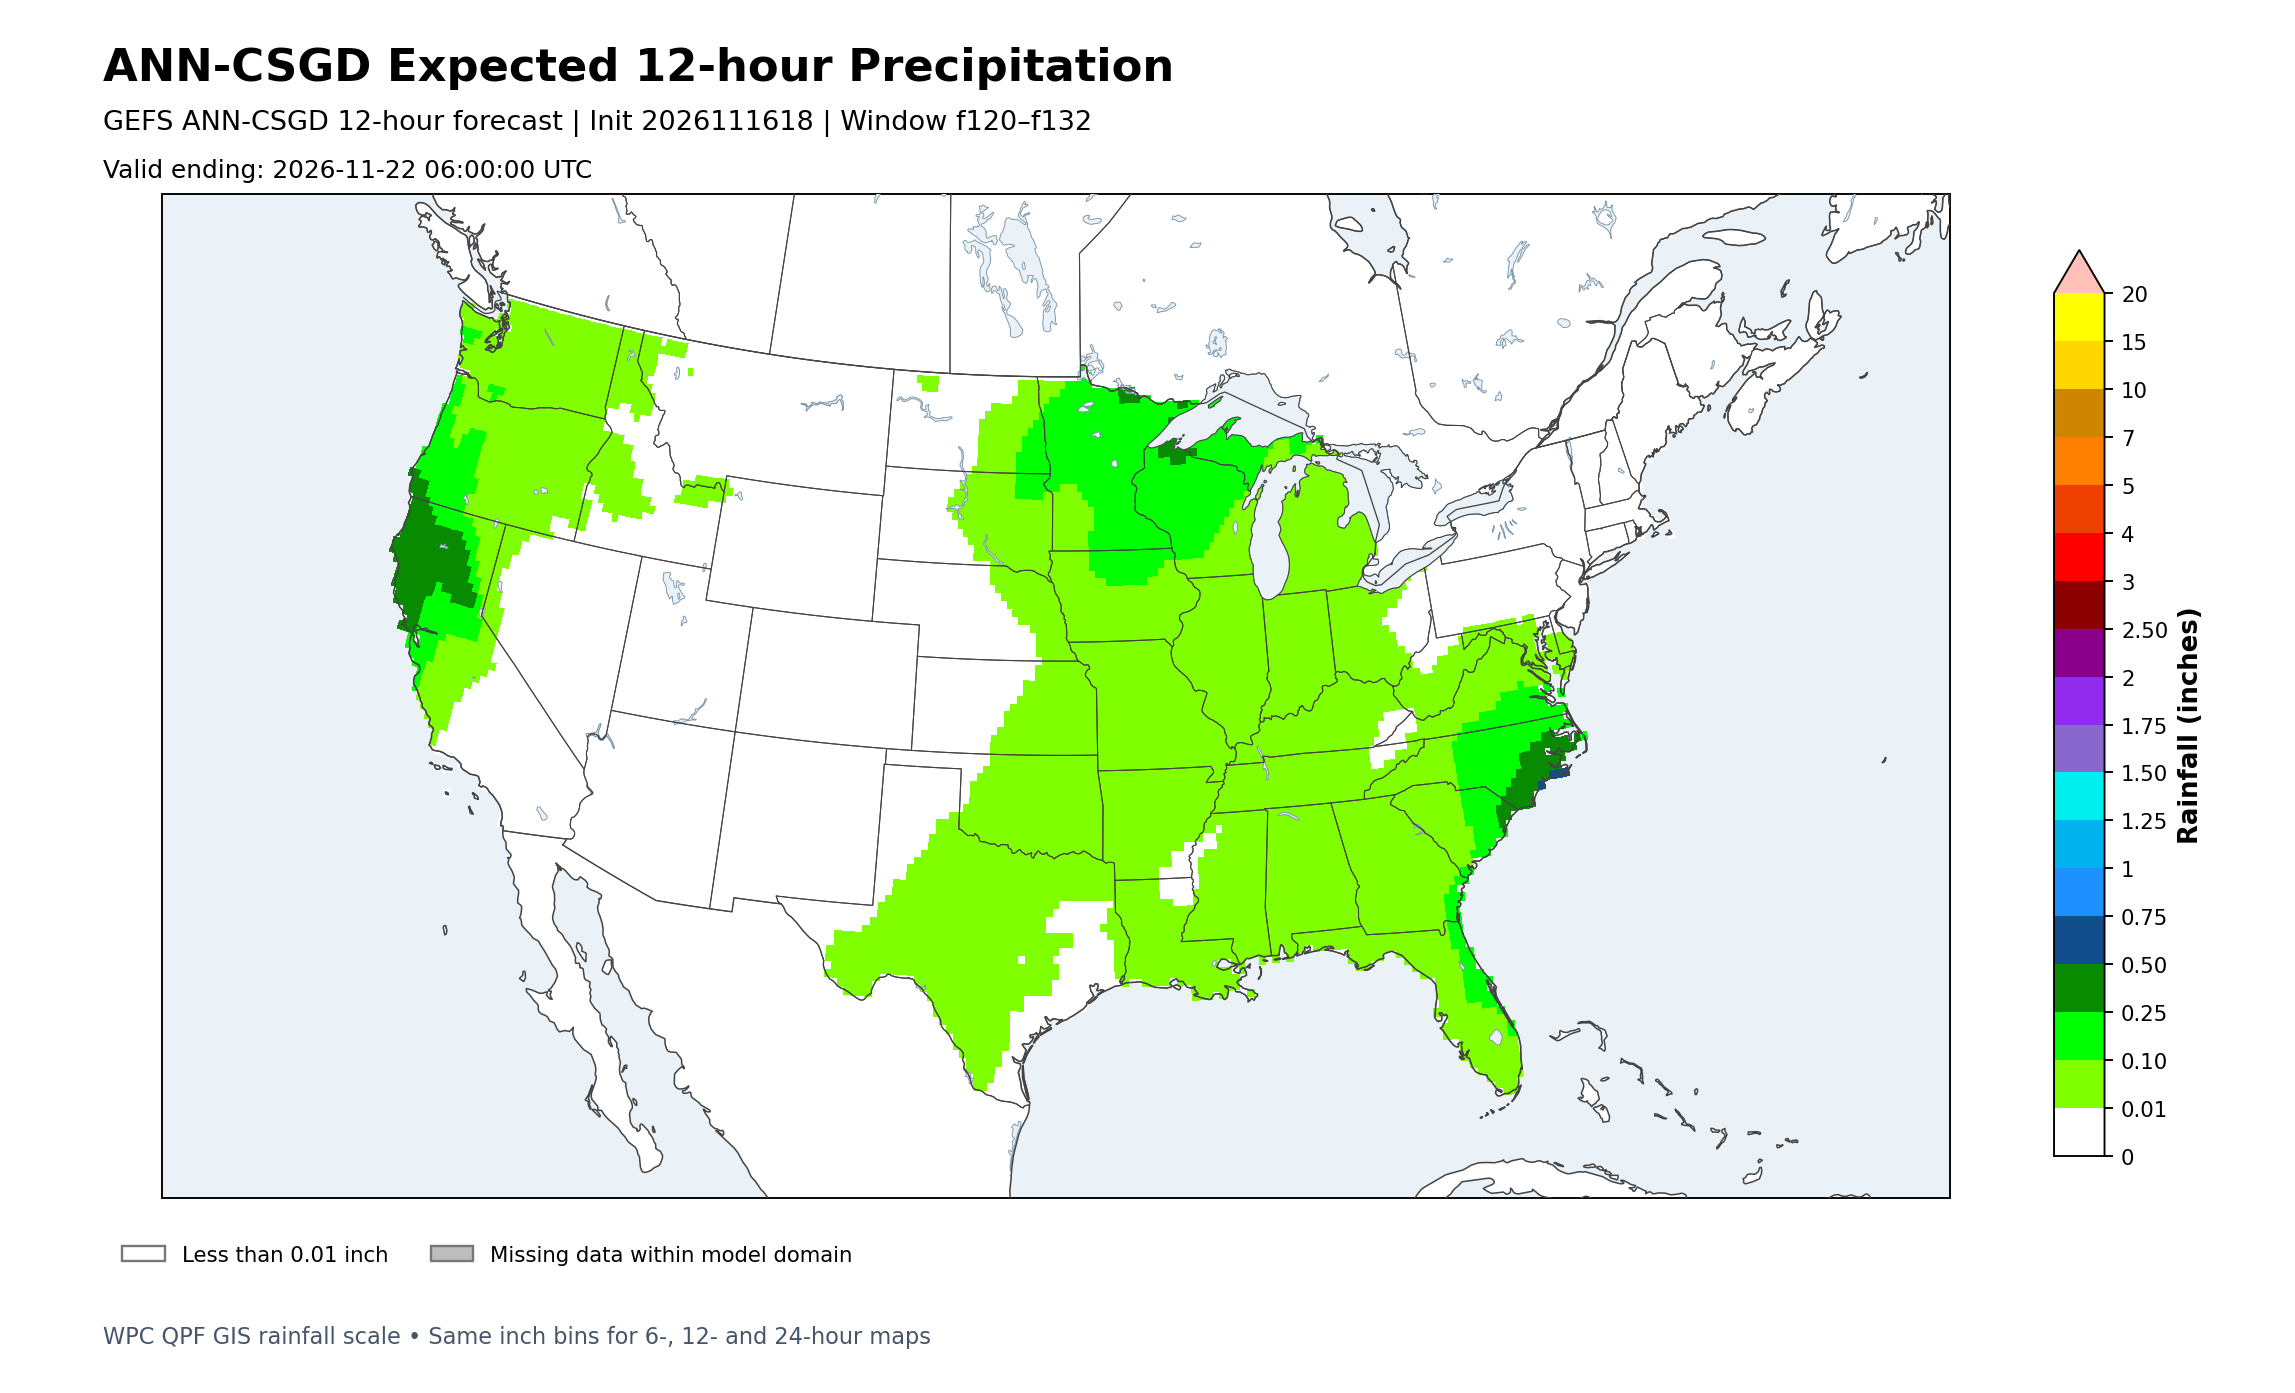 ANN-CSGD Expected 12-hour Precipitation
GEFS ANN-CSGD 12-hour forecast | Init 2026111618 | Window f120–f132
Valid ending: 2026-11-22 06:00:00 UTC
20
15
10
7
5
4
3
2.50
2
1.75
1.50
1.25
1
0.75
0.50
0.25
0.10
0.01
0
Rainfall (inches)
Less than 0.01 inch
Missing data within model domain
WPC QPF GIS rainfall scale • Same inch bins for 6-, 12- and 24-hour maps